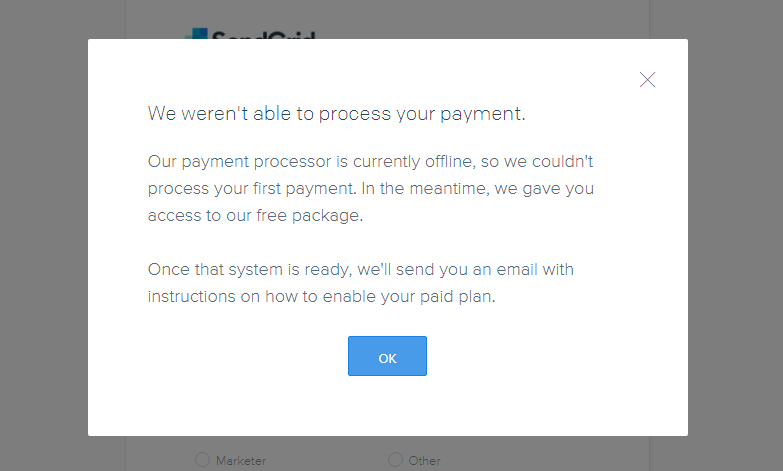 SendGrid
We weren't able to process your payment.
Our payment processor is currently offline, so we couldn't
process your first payment. In the meantime, we gave you
access to our free package.
Once that system is ready, we'll send you an email with
instructions on how to enable your paid plan.
OK
Marketer Other